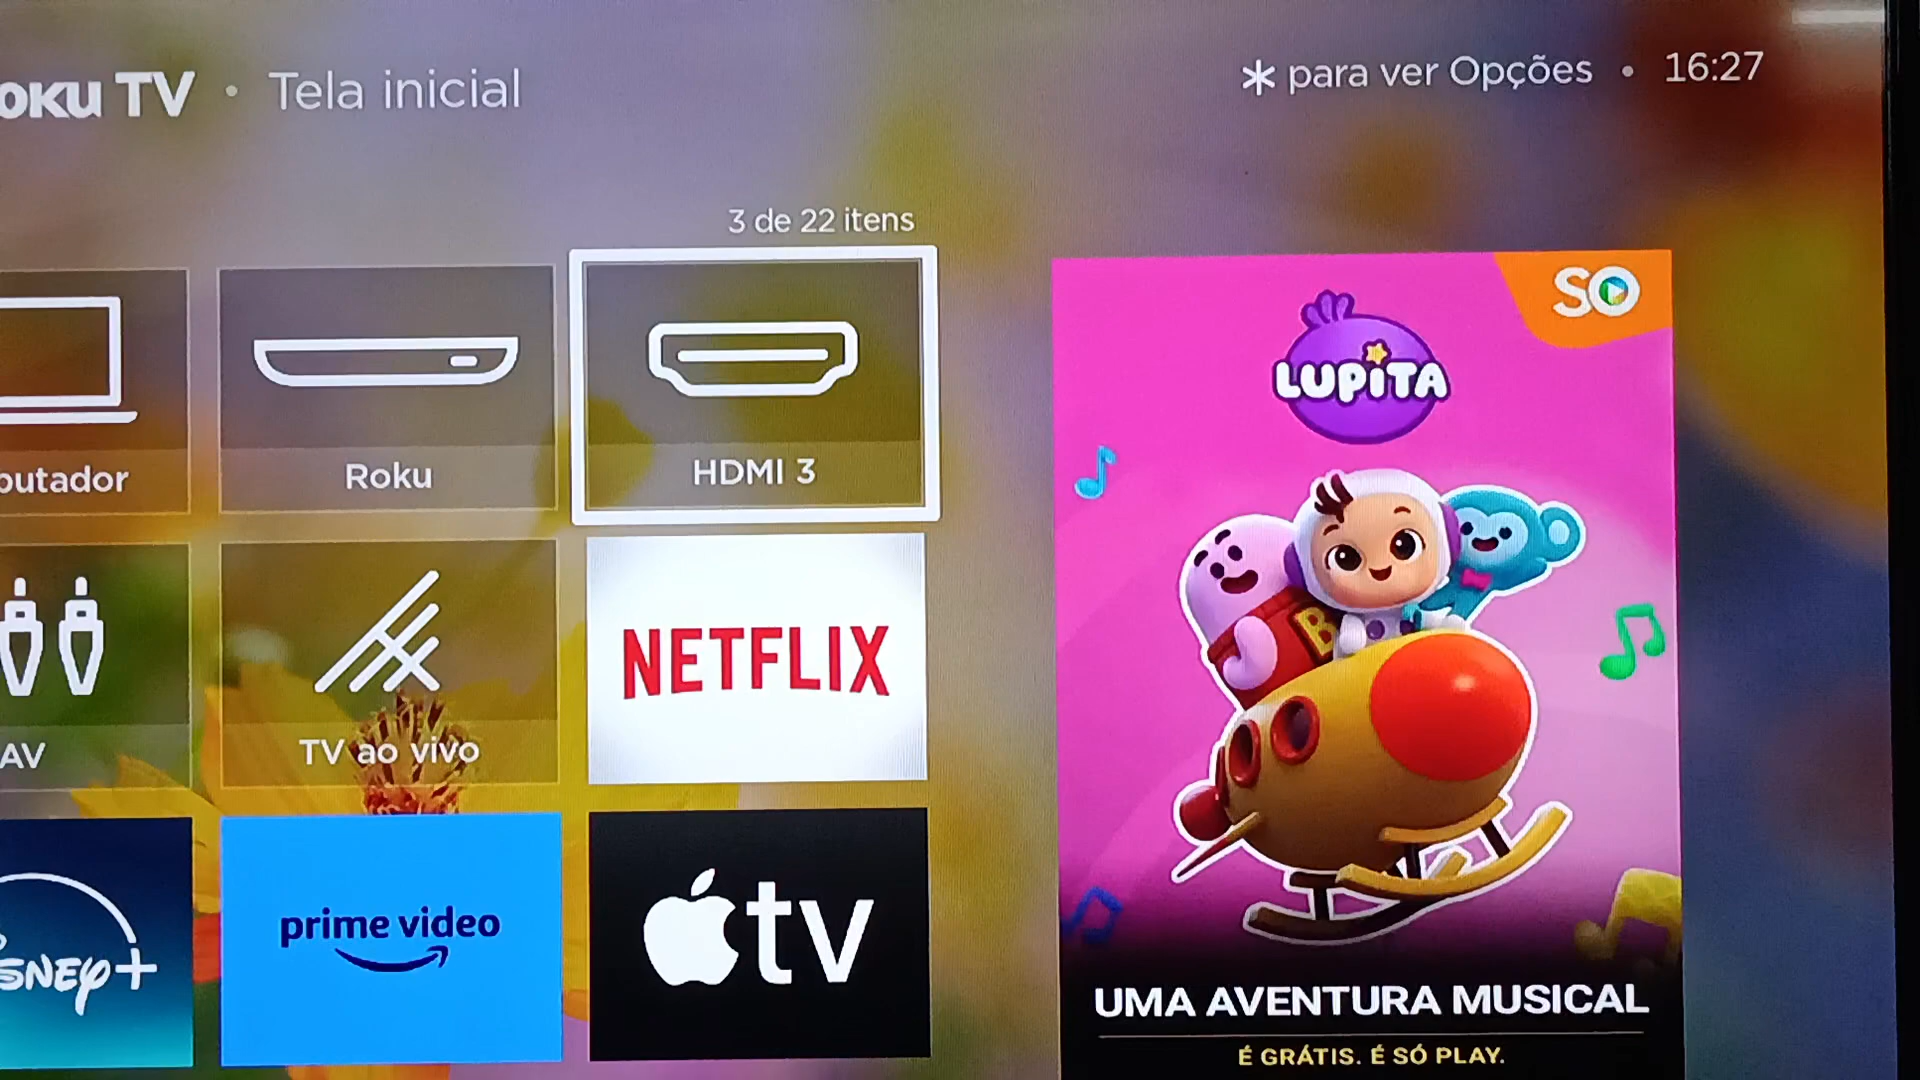 oku TV • Tela inicial
* para ver Opções • 16:27
3 de 22 itens
putador
Roku
HDMI 3
AV
TV ao vivo
NETFLIX
SNEY+
prime video
tv
SO
LUPITA
B
UMA AVENTURA MUSICAL
É GRÁTIS. É SÓ PLAY.